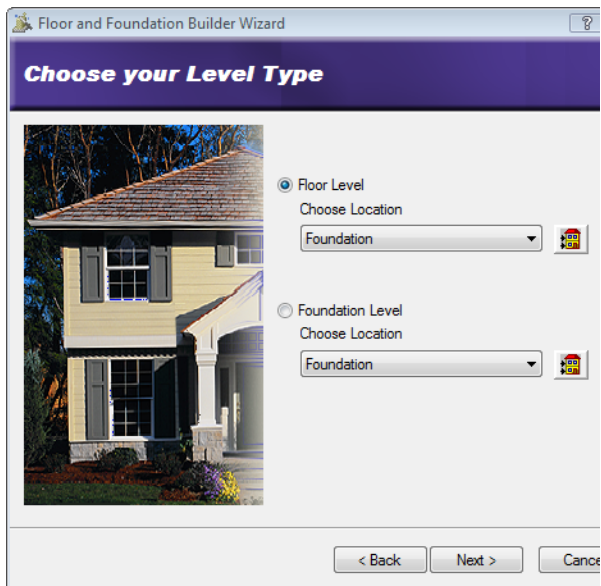 Floor and Foundation Builder Wizard
?
Choose your Level Type
Floor Level
Choose Location
Foundation
Foundation Level
Choose Location
Foundation
< Back
Next >
Cance